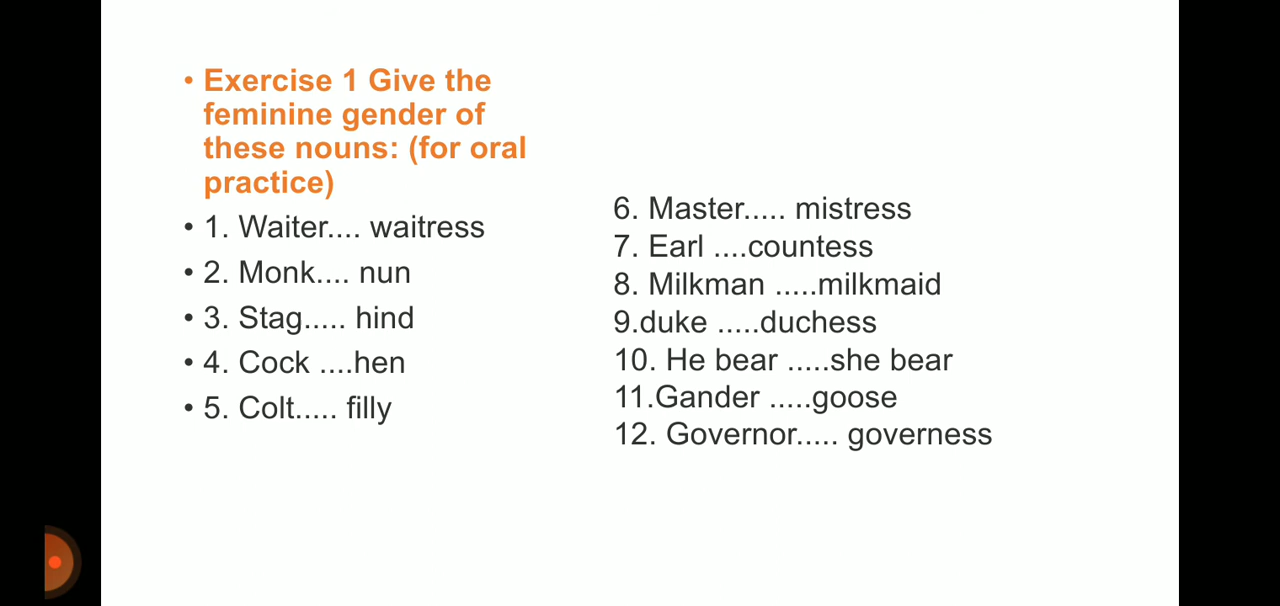 • Exercise 1 Give the
feminine gender of
these nouns: (for oral
practice)
• 1. Waiter.... waitress
• 2. Monk.... nun
• 3. Stag..... hind
• 4. Cock ....hen
• 5. Colt..... filly
6. Master..... mistress
7. Earl ....countess
8. Milkman .....milkmaid
9.duke .....duchess
10. He bear .....she bear
11.Gander .....goose
12. Governor..... governess